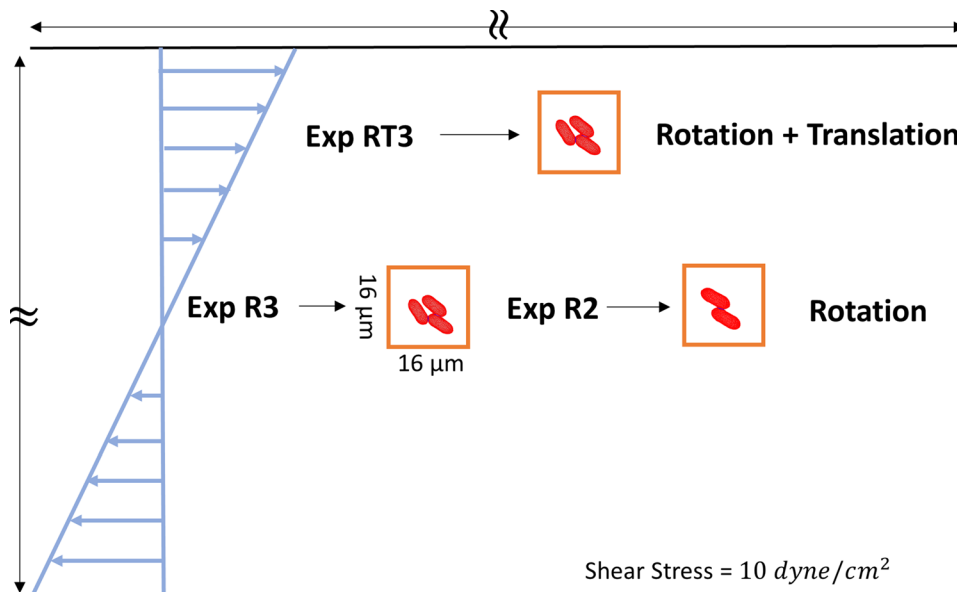 Exp RT3
Rotation + Translation
Exp R3
16 μm
16 μm
Exp R2
Rotation
Shear Stress = 10 dyne/cm²